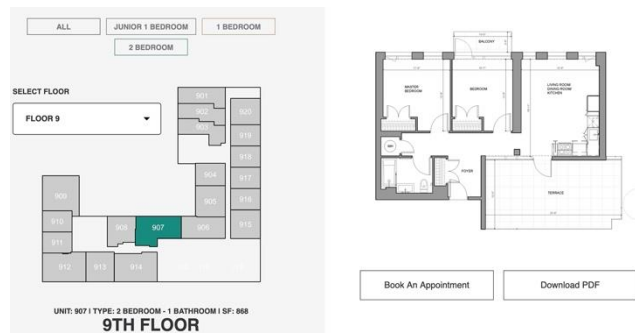 ALL
JUNIOR 1 BEDROOM
1 BEDROOM
2 BEDROOM
SELECT FLOOR
FLOOR 9
901
902
903
920
919
918
904
917
905
916
909
910
908
907
906
915
911
912
913
914
UNIT: 907 | TYPE: 2 BEDROOM - 1 BATHROOM | SF: 868
9TH FLOOR
BALCONY
MASTER
BEDROOM
BEDROOM
LIVING ROOM
DINING ROOM
KITCHEN
FOYER
TERRACE
Book An Appointment
Download PDF